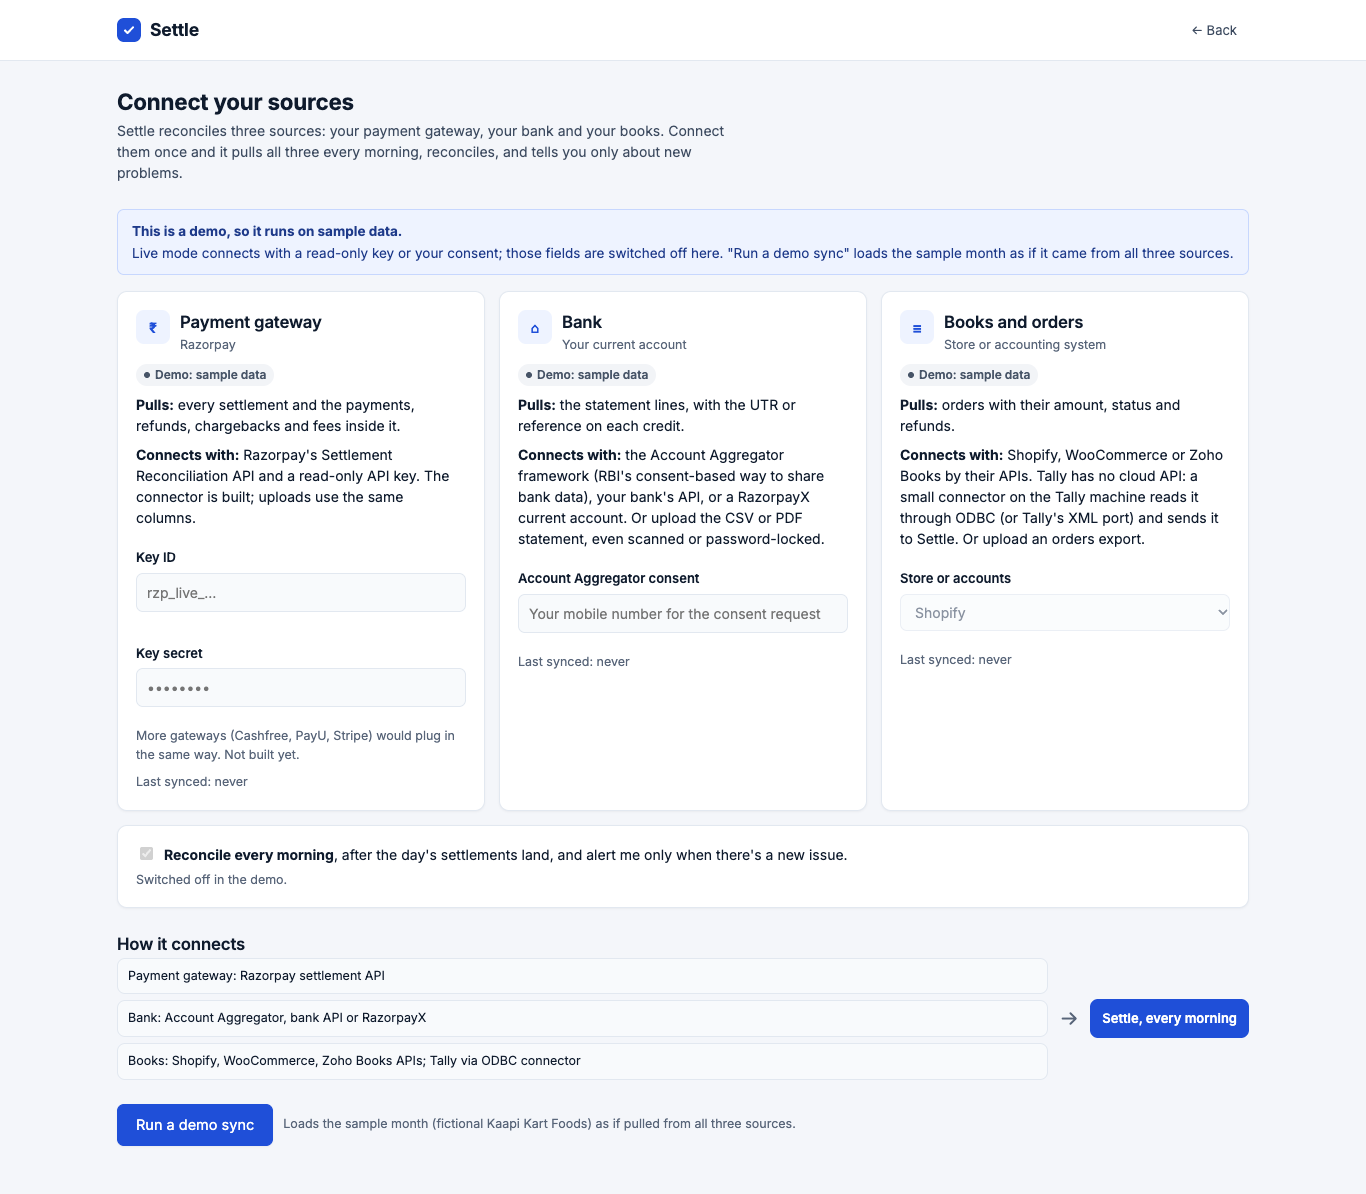 Settle
← Back
Connect your sources
Settle reconciles three sources: your payment gateway, your bank and your books. Connect
them once and it pulls all three every morning, reconciles, and tells you only about new
problems.
This is a demo, so it runs on sample data.
Live mode connects with a read-only key or your consent; those fields are switched off here. "Run a demo sync" loads the sample month as if it came from all three sources.
₹
Payment gateway
Razorpay
Demo: sample data
Pulls: every settlement and the payments,
refunds, chargebacks and fees inside it.
Connects with: Razorpay's Settlement
Reconciliation API and a read-only API key. The
connector is built; uploads use the same
columns.
Key ID
rzp_live_...
Key secret
••••••••
More gateways (Cashfree, PayU, Stripe) would plug in
the same way. Not built yet.
Last synced: never
Bank
Your current account
Demo: sample data
Pulls: the statement lines, with the UTR or
reference on each credit.
Connects with: the Account Aggregator
framework (RBI's consent-based way to share
bank data), your bank's API, or a RazorpayX
current account. Or upload the CSV or PDF
statement, even scanned or password-locked.
Account Aggregator consent
Your mobile number for the consent request
Last synced: never
Books and orders
Store or accounting system
Demo: sample data
Pulls: orders with their amount, status and
refunds.
Connects with: Shopify, WooCommerce or Zoho
Books by their APIs. Tally has no cloud API: a
small connector on the Tally machine reads it
through ODBC (or Tally's XML port) and sends it
to Settle. Or upload an orders export.
Store or accounts
Shopify
Last synced: never
Reconcile every morning, after the day's settlements land, and alert me only when there's a new issue.
Switched off in the demo.
How it connects
Payment gateway: Razorpay settlement API
Bank: Account Aggregator, bank API or RazorpayX
Books: Shopify, WooCommerce, Zoho Books APIs; Tally via ODBC connector
→
Settle, every morning
Run a demo sync
Loads the sample month (fictional Kaapi Kart Foods) as if pulled from all three sources.